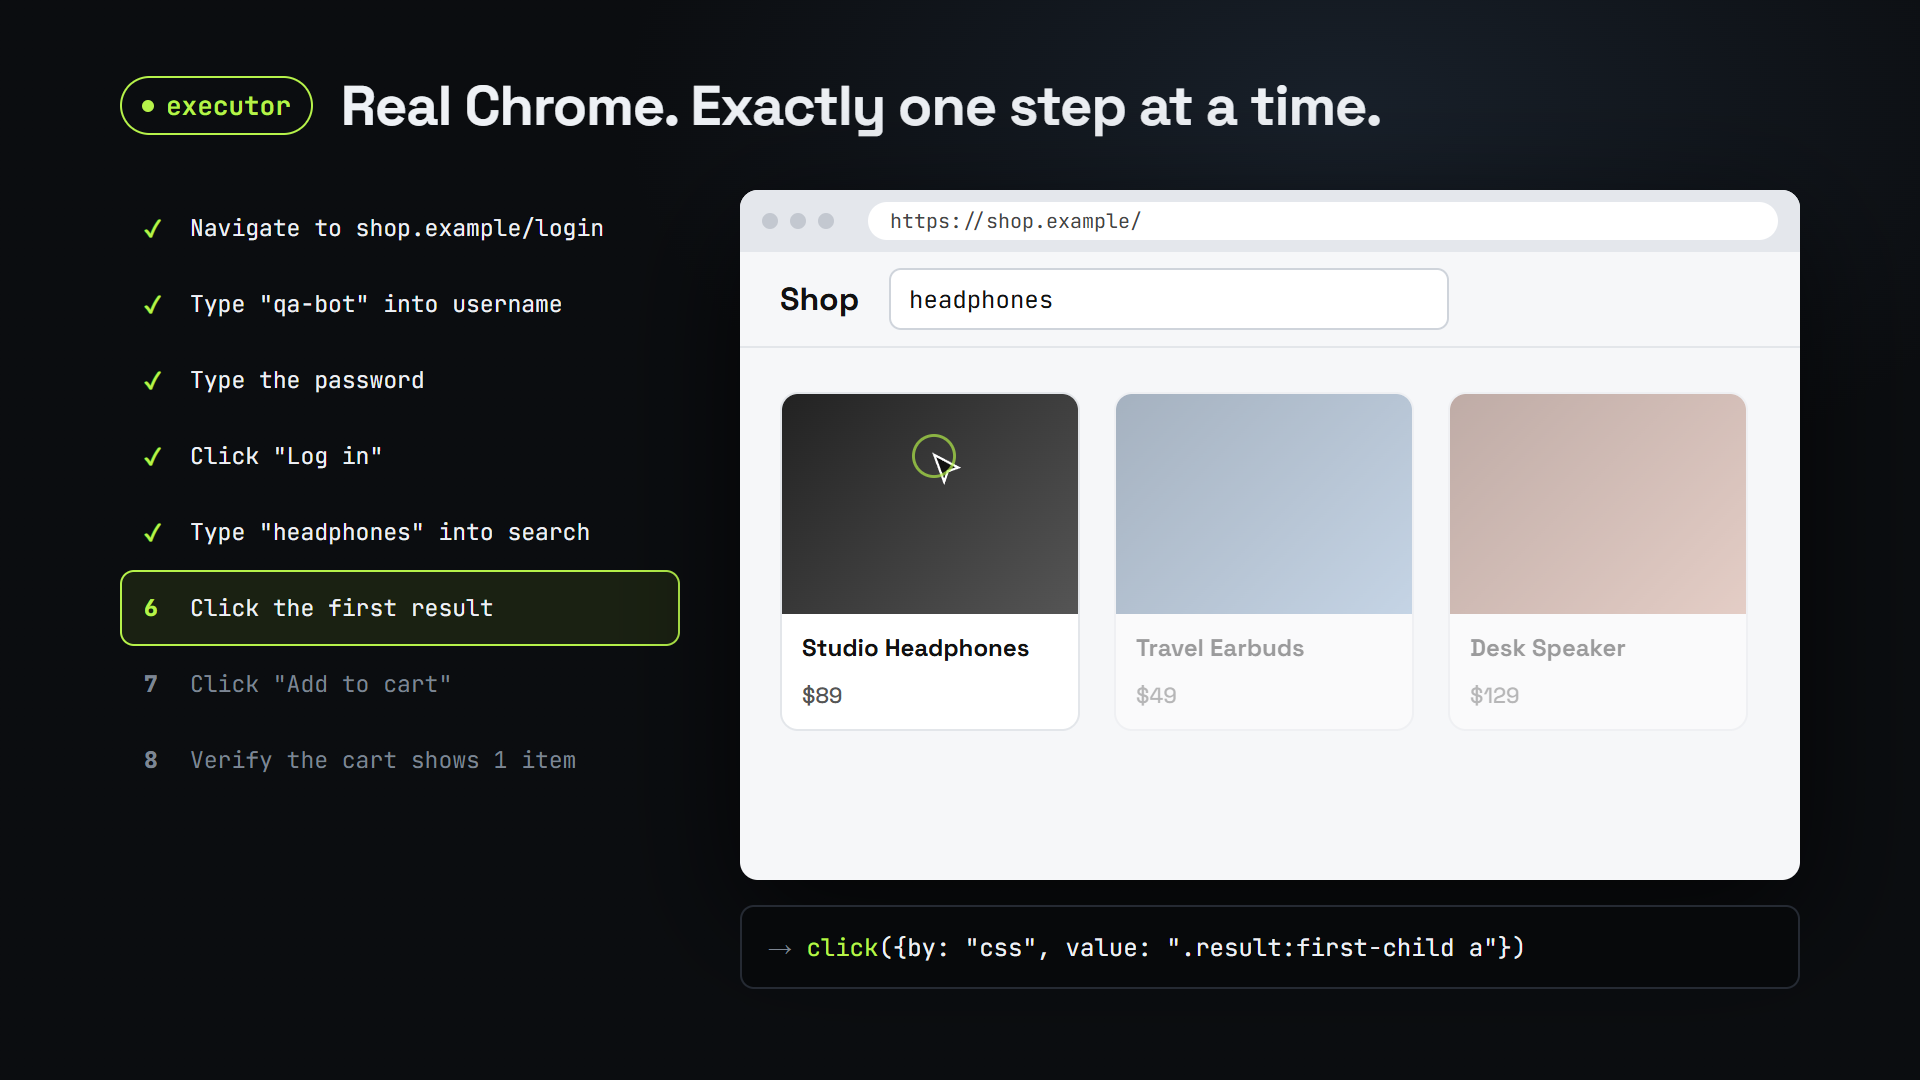 executor
Real Chrome. Exactly one step at a time.
✓ Navigate to shop.example/login
✓ Type "qa-bot" into username
✓ Type the password
✓ Click "Log in"
✓ Type "headphones" into search
6 Click the first result
7 Click "Add to cart"
8 Verify the cart shows 1 item
https://shop.example/
Shop
headphones
Studio Headphones
$89
Travel Earbuds
$49
Desk Speaker
$129
→ click({by: "css", value: ".result:first-child a"})